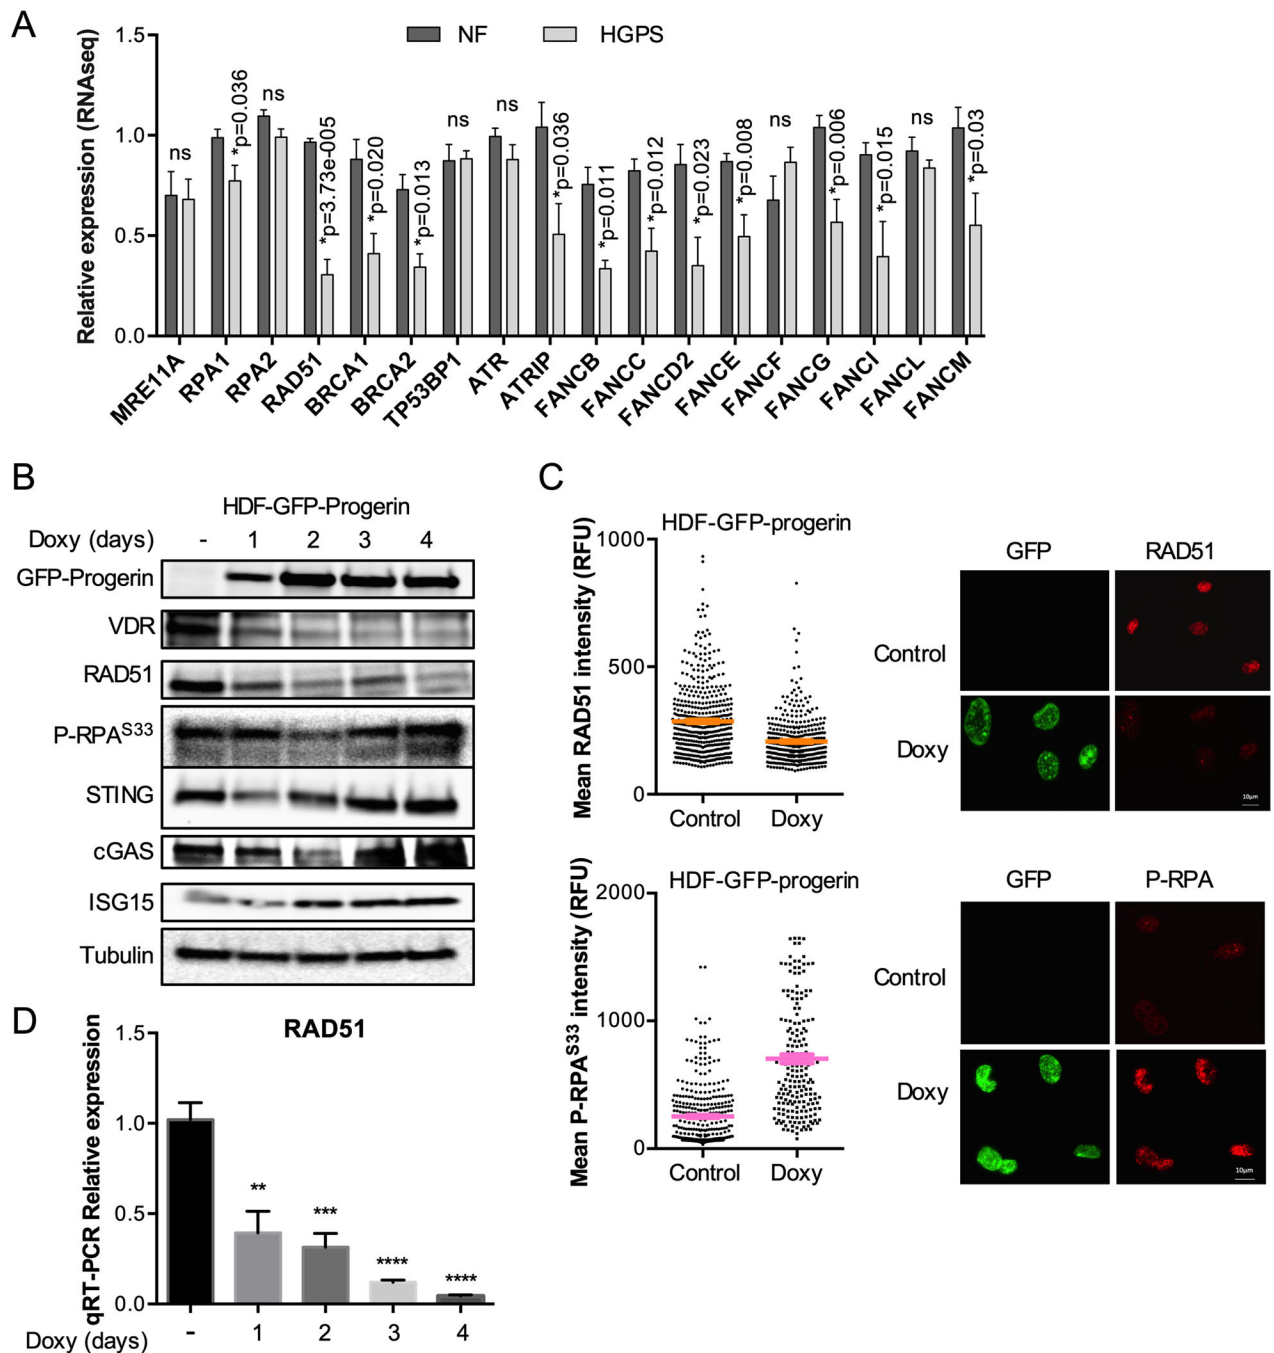 A
NF
HGPS
Relative expression (RNAseq)
1.5
1.0
0.5
0.0
ns
*p=0.036
ns
*p=3.73e-005
*p=0.020
*p=0.013
ns
ns
*p=0.036
*p=0.011
*p=0.012
*p=0.023
*p=0.008
ns
*p=0.006
*p=0.015
ns
*p=0.03
MRE11A
RPA1
RPA2
RAD51
BRCA1
BRCA2
TP53BP1
ATR
ATRIP
FANCB
FANCC
FANCD2
FANCE
FANCF
FANCG
FANCI
FANCL
FANCM
B
HDF-GFP-Progerin
Doxy (days) - 1 2 3 4
GFP-Progerin
VDR
RAD51
P-RPAS33
STING
cGAS
ISG15
Tubulin
C
HDF-GFP-progerin
Mean RAD51 intensity (RFU)
1000
500
0
Control Doxy
GFP RAD51
Control
Doxy
10µm
HDF-GFP-progerin
Mean P-RPAS33 intensity (RFU)
2000
1000
0
Control Doxy
GFP P-RPA
Control
Doxy
10µm
D
RAD51
qRT-PCR Relative expression
1.5
1.0
0.5
0.0
**
***
****
****
Doxy (days) - 1 2 3 4